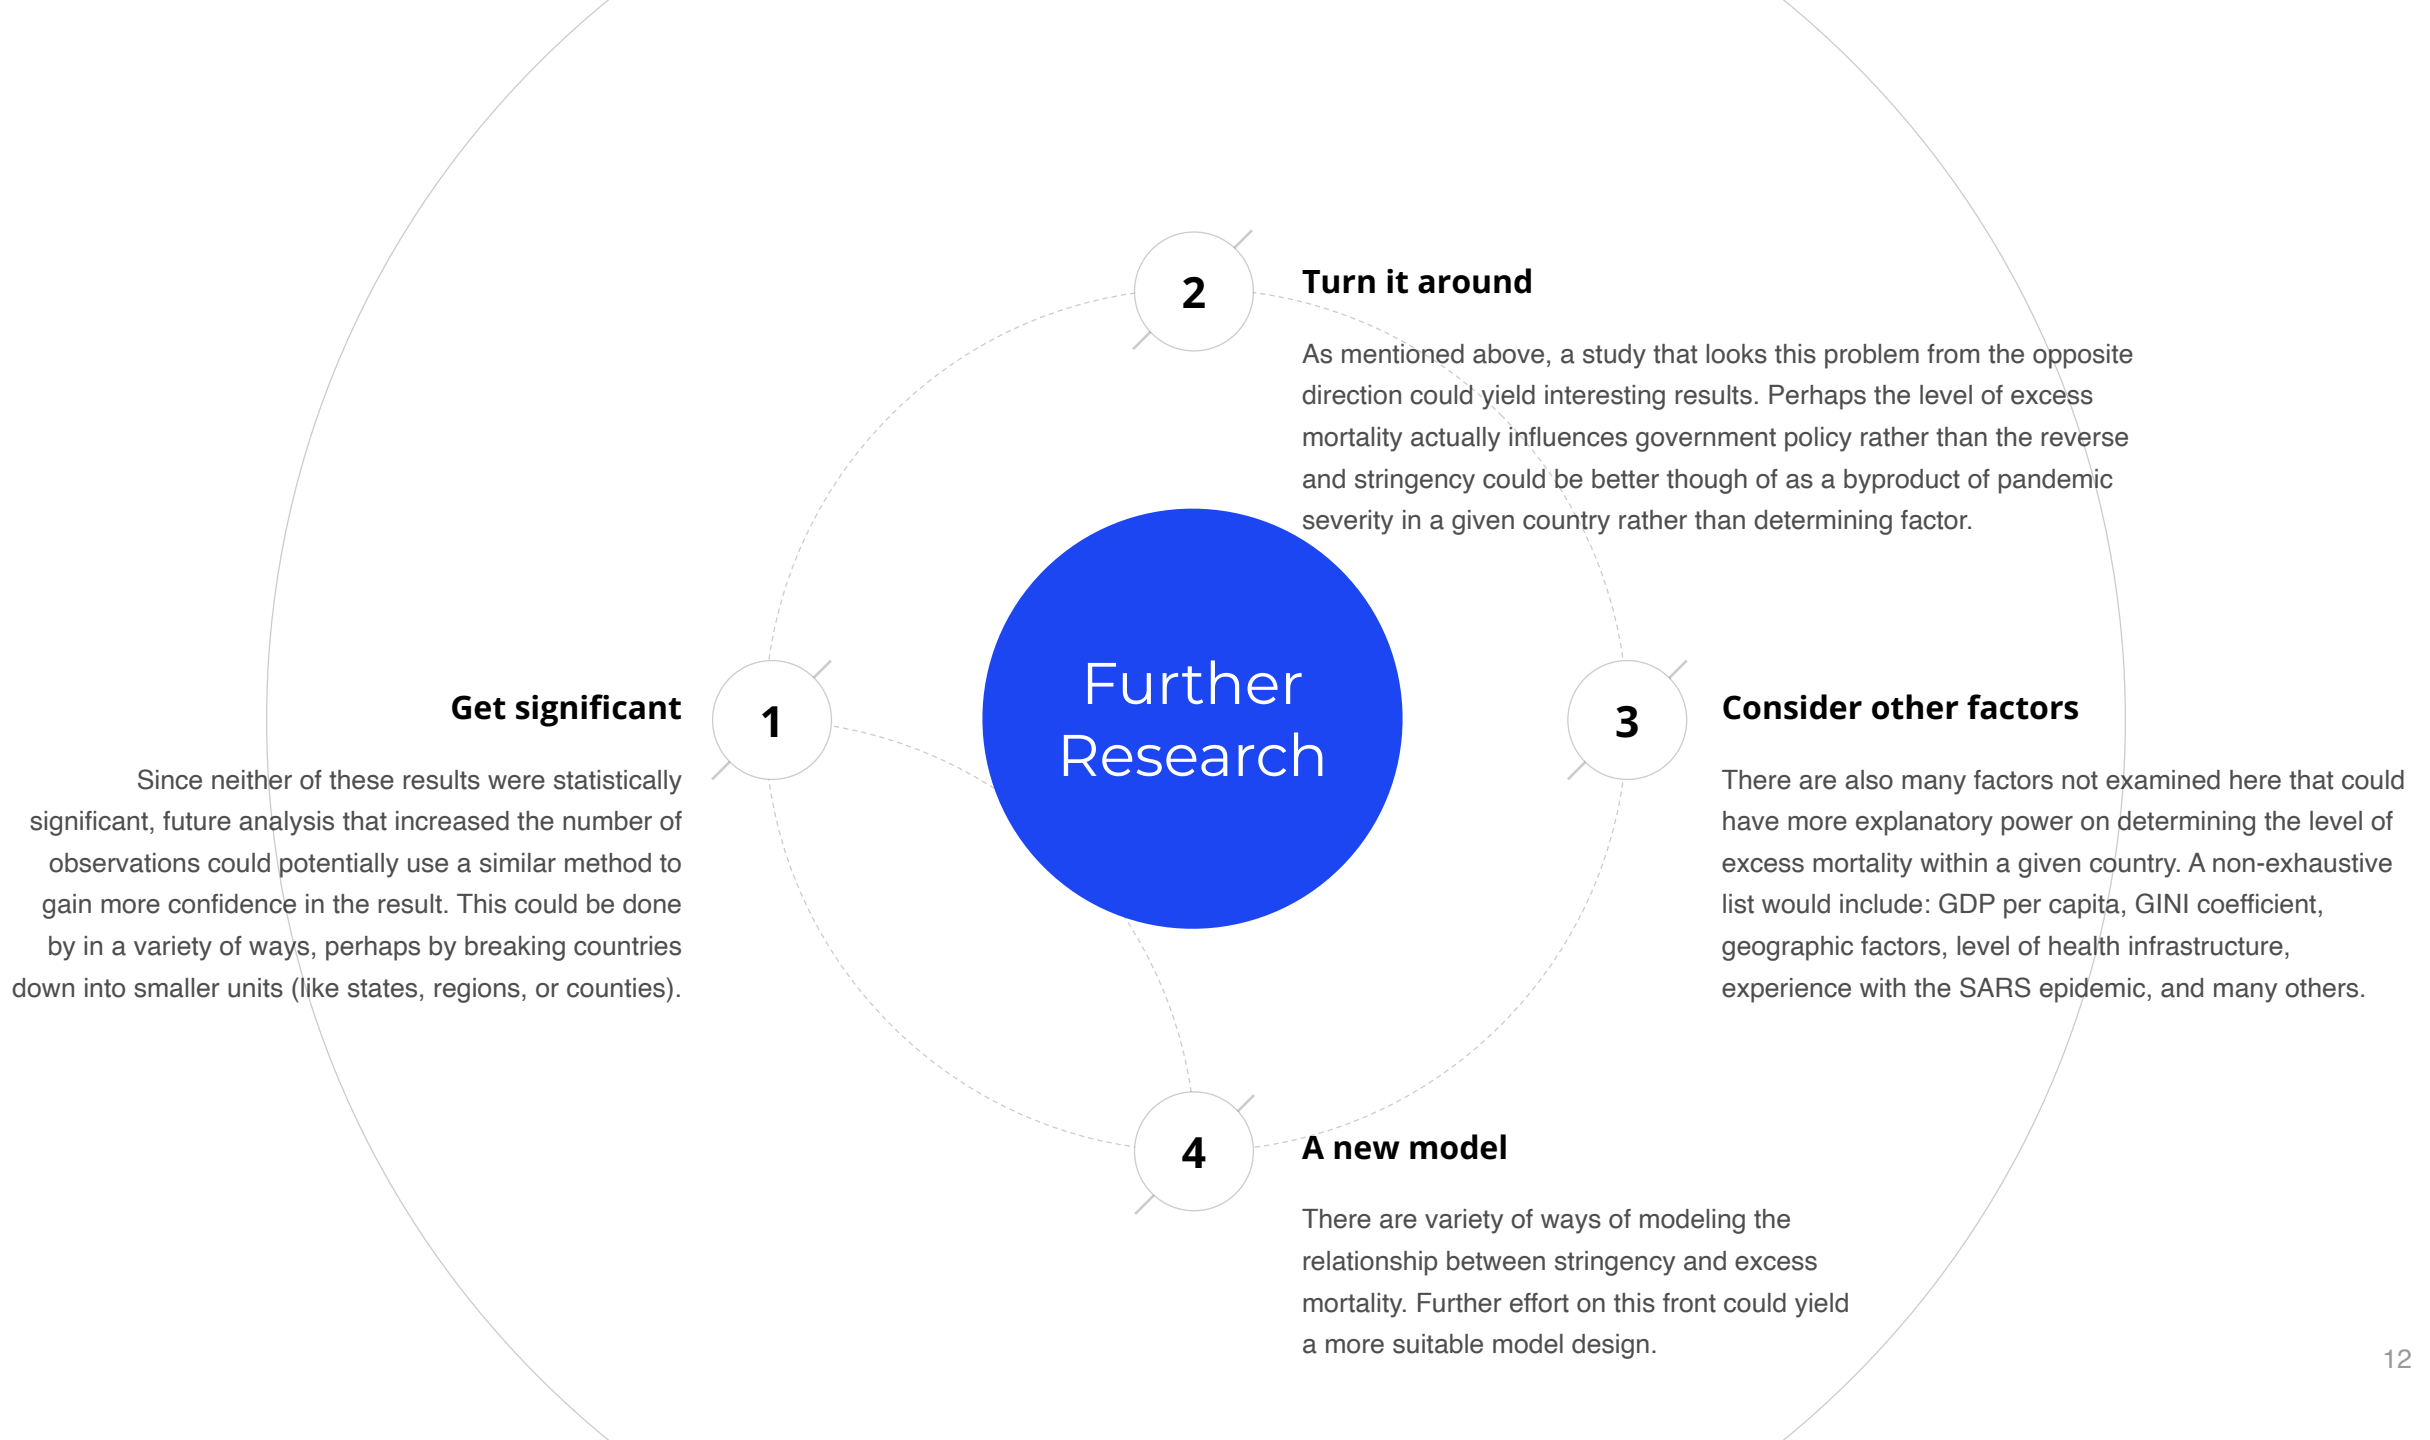 Further
Research
1
Get significant
Since neither of these results were statistically
significant, future analysis that increased the number of
observations could potentially use a similar method to
gain more confidence in the result. This could be done
by in a variety of ways, perhaps by breaking countries
down into smaller units (like states, regions, or counties).
2
Turn it around
As mentioned above, a study that looks this problem from the opposite
direction could yield interesting results. Perhaps the level of excess
mortality actually influences government policy rather than the reverse
and stringency could be better though of as a byproduct of pandemic
severity in a given country rather than determining factor.
3
Consider other factors
There are also many factors not examined here that could
have more explanatory power on determining the level of
excess mortality within a given country. A non-exhaustive
list would include: GDP per capita, GINI coefficient,
geographic factors, level of health infrastructure,
experience with the SARS epidemic, and many others.
4
A new model
There are variety of ways of modeling the
relationship between stringency and excess
mortality. Further effort on this front could yield
a more suitable model design.
12